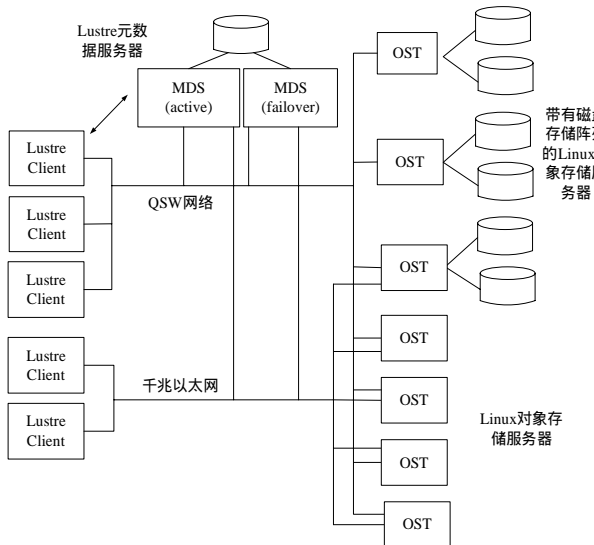 Lustre元数
据服务器
MDS
(active)
MDS
(failover)
OST
OST
带有磁
存储阵
的Linux
象存储
务器
Lustre
Client
Lustre
Client
Lustre
Client
QSW网络
OST
OST
Lustre
Client
Lustre
Client
千兆以太网
OST
Linux对象存
储服务器
OST
OST